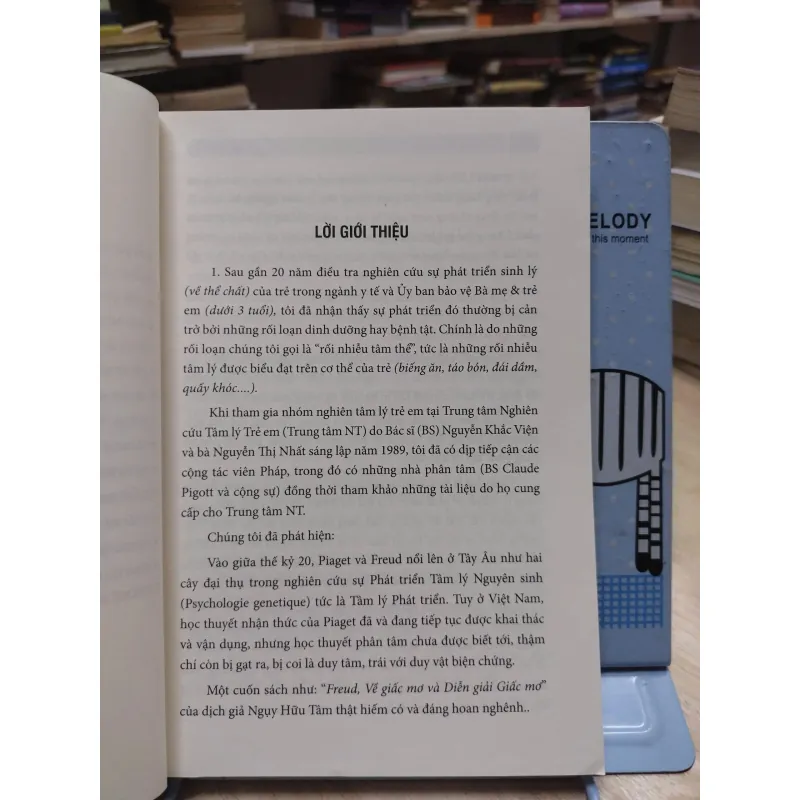 LỜI GIỚI THIỆU
1. Sau gần 20 năm điều tra nghiên cứu sự phát triển sinh lý
(về thể chất) của trẻ trong ngành y tế và Ủy ban bảo vệ Bà mẹ & trẻ
em (dưới 3 tuổi), tôi đã nhận thấy sự phát triển đó thường bị cản
trở bởi những rối loạn dinh dưỡng hay bệnh tật. Chính là do những
rối loạn chúng tôi gọi là “rối nhiễu tâm thể”, tức là những rối nhiễu
tâm lý được biểu đạt trên cơ thể của trẻ (biếng ăn, táo bón, đái dầm,
quấy khóc....).
Khi tham gia nhóm nghiên tâm lý trẻ em tại Trung tâm Nghiên
cứu Tâm lý Trẻ em (Trung tâm NT) do Bác sĩ (BS) Nguyễn Khắc Viện
và bà Nguyễn Thị Nhất sáng lập năm 1989, tôi đã có dịp tiếp cận các
cộng tác viên Pháp, trong đó có những nhà phân tâm (BS Claude
Pigott và cộng sự) đồng thời tham khảo những tài liệu do họ cung
cấp cho Trung tâm NT.
Chúng tôi đã phát hiện:
Vào giữa thế kỷ 20, Piaget và Freud nổi lên ở Tây Âu như hai
cây đại thụ trong nghiên cứu sự Phát triển Tâm lý Nguyên sinh
(Psychologie genetique) tức là Tâm lý Phát triển. Tuy ở Việt Nam,
học thuyết nhận thức của Piaget đã và đang tiếp tục được khai thác
và vận dụng, nhưng học thuyết phân tâm chưa được biết tới, thậm
chí còn bị gạt ra, bị coi là duy tâm, trái với duy vật biện chứng.
Một cuốn sách như: “Freud, Về giấc mơ và Diễn giải Giấc mơ”
của dịch giả Ngụy Hữu Tâm thật hiếm có và đáng hoan nghênh..
ELODY
this moment